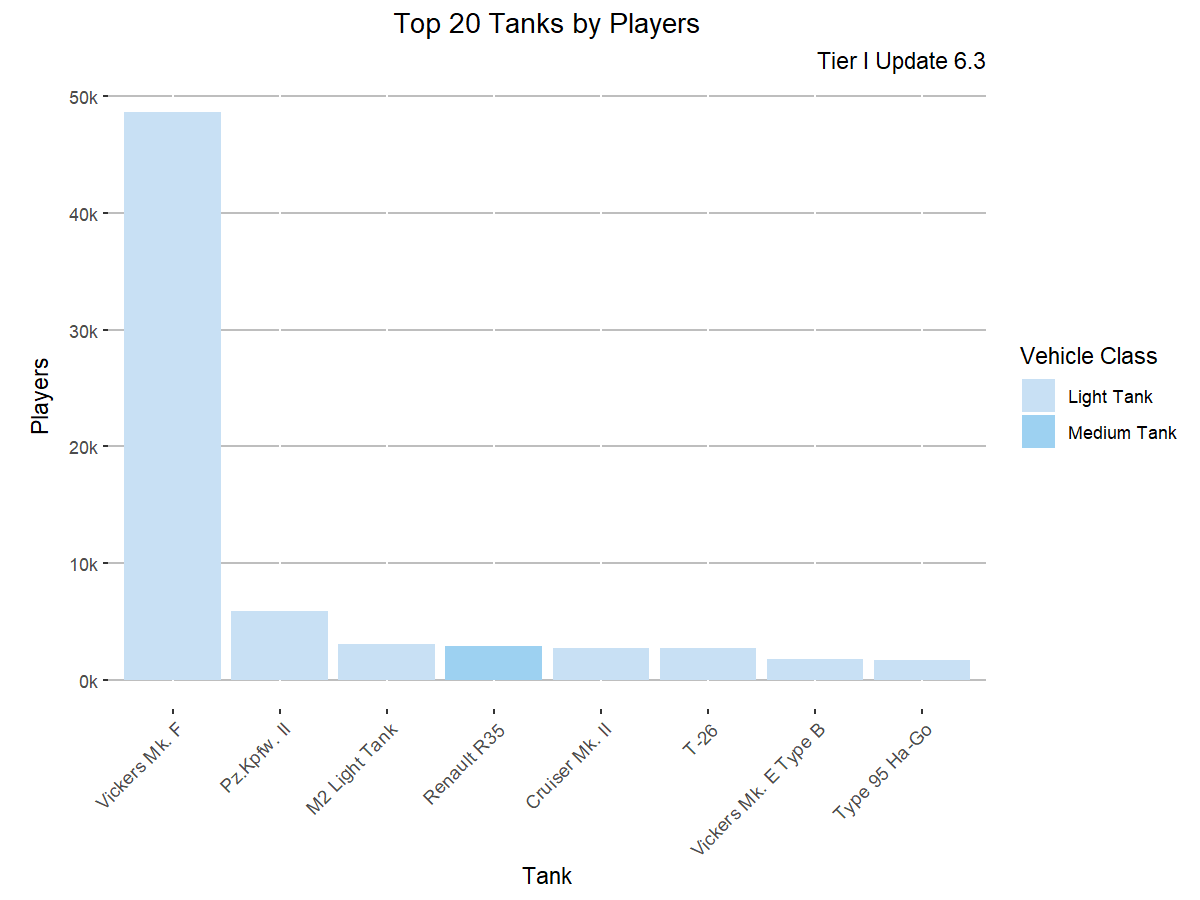 Top 20 Tanks by Players
Tier I Update 6.3
50k
40k
30k
20k
10k
0k
Players
Vickers Mk. F
Pz.Kpfw. II
M2 Light Tank
Renault R35
Cruiser Mk. II
T-26
Vickers Mk. E Type B
Type 95 Ha-Go
Tank
Vehicle Class
Light Tank
Medium Tank